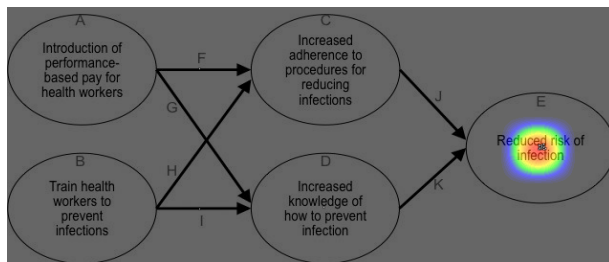 A
Introduction of
performance-
based pay for
health workers
F
C
Increased
adherence to
procedures for
reducing
infections
G
J
E
Reduced risk of
infection
B
Train health
workers to
prevent
infections
H
I
D
Increased
knowledge of
how to prevent
infection
K